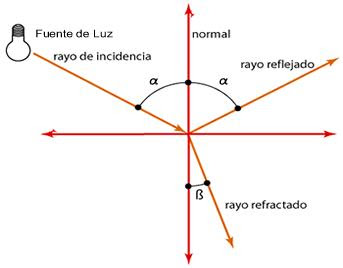 Fuente de Luz
normal
rayo de incidencia
α
α
rayo reflejado
ß
rayo refractado